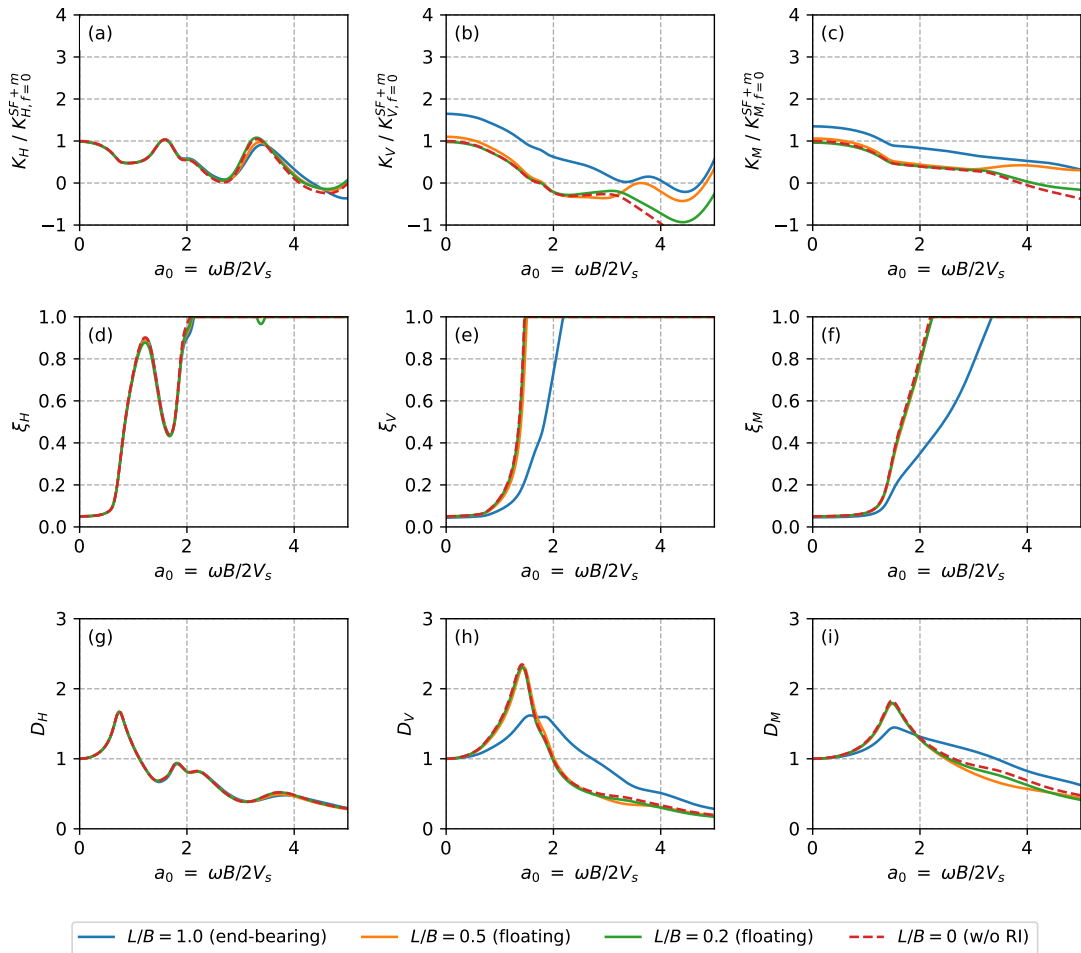 (a)
4
3
2
1
0
−1
K_H / K_{H,f=0}^{SF+m}
0
2
4
a_0 = ωB/2V_s
(b)
4
3
2
1
0
−1
K_V / K_{V,f=0}^{SF+m}
0
2
4
a_0 = ωB/2V_s
(c)
4
3
2
1
0
−1
K_M / K_{M,f=0}^{SF+m}
0
2
4
a_0 = ωB/2V_s
(d)
1.0
0.8
0.6
0.4
0.2
0.0
ξ_H
0
2
4
a_0 = ωB/2V_s
(e)
1.0
0.8
0.6
0.4
0.2
0.0
ξ_V
0
2
4
a_0 = ωB/2V_s
(f)
1.0
0.8
0.6
0.4
0.2
0.0
ξ_M
0
2
4
a_0 = ωB/2V_s
(g)
3
2
1
0
D_H
0
2
4
a_0 = ωB/2V_s
(h)
3
2
1
0
D_V
0
2
4
a_0 = ωB/2V_s
(i)
3
2
1
0
D_M
0
2
4
a_0 = ωB/2V_s
L/B = 1.0 (end-bearing)
L/B = 0.5 (floating)
L/B = 0.2 (floating)
L/B = 0 (w/o RI)